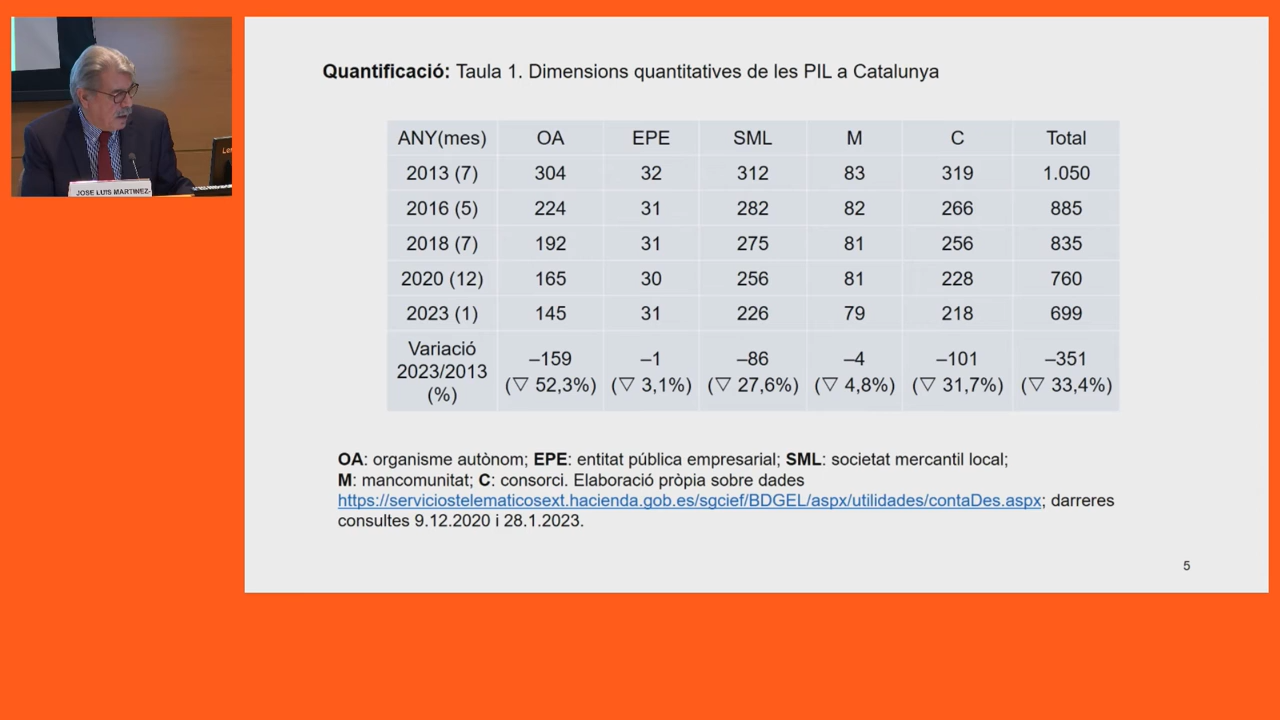 Quantificació: Taula 1. Dimensions quantitatives de les PIL a Catalunya
ANY(mes) OA EPE SML M C Total
2013 (7) 304 32 312 83 319 1.050
2016 (5) 224 31 282 82 266 885
2018 (7) 192 31 275 81 256 835
2020 (12) 165 30 256 81 228 760
2023 (1) 145 31 226 79 218 699
Variació 2023/2013 (%) –159 (▽ 52,3%) –1 (▽ 3,1%) –86 (▽ 27,6%) –4 (▽ 4,8%) –101 (▽ 31,7%) –351 (▽ 33,4%)
OA: organisme autònom; EPE: entitat pública empresarial; SML: societat mercantil local;
M: mancomunitat; C: consorci. Elaboració pròpia sobre dades
https://serviciostelematicosext.hacienda.gob.es/sgcief/BDGEL/aspx/utilidades/contaDes.aspx; darreres
consultes 9.12.2020 i 28.1.2023.
5
JOSE LUIS MARTINEZ-